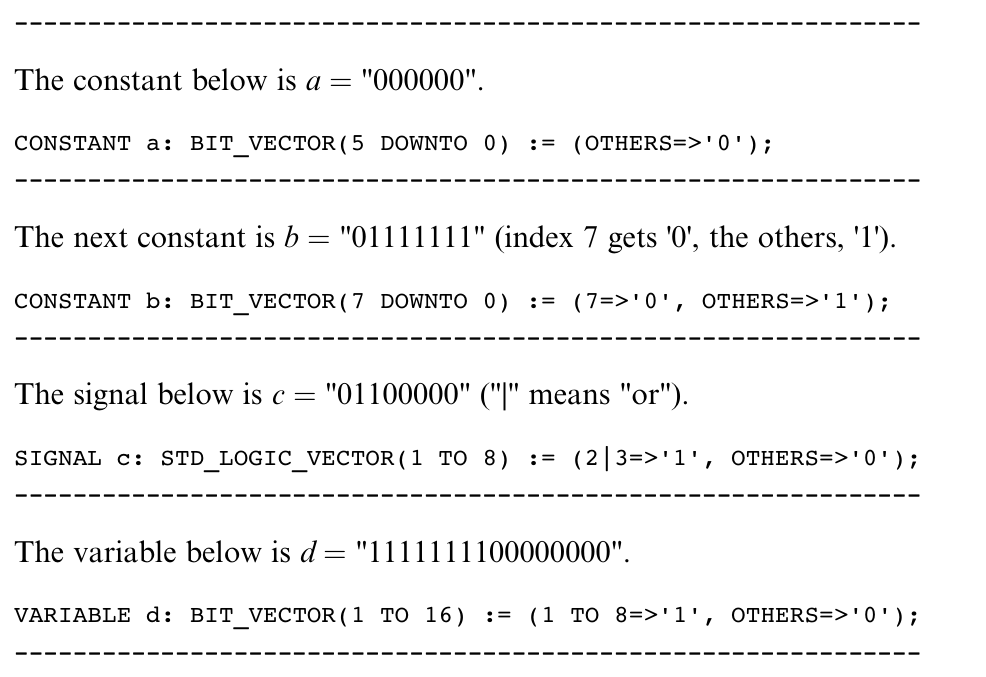 ---------------------------------------------------------------
The constant below is a = "000000".
CONSTANT a: BIT_VECTOR(5 DOWNTO 0) := (OTHERS=>'0');
---------------------------------------------------------------
The next constant is b = "01111111" (index 7 gets '0', the others, '1').
CONSTANT b: BIT_VECTOR(7 DOWNTO 0) := (7=>'0', OTHERS=>'1');
---------------------------------------------------------------
The signal below is c = "01100000" ("|" means "or").
SIGNAL c: STD_LOGIC_VECTOR(1 TO 8) := (2|3=>'1', OTHERS=>'0');
---------------------------------------------------------------
The variable below is d = "1111111100000000".
VARIABLE d: BIT_VECTOR(1 TO 16) := (1 TO 8=>'1', OTHERS=>'0');
---------------------------------------------------------------